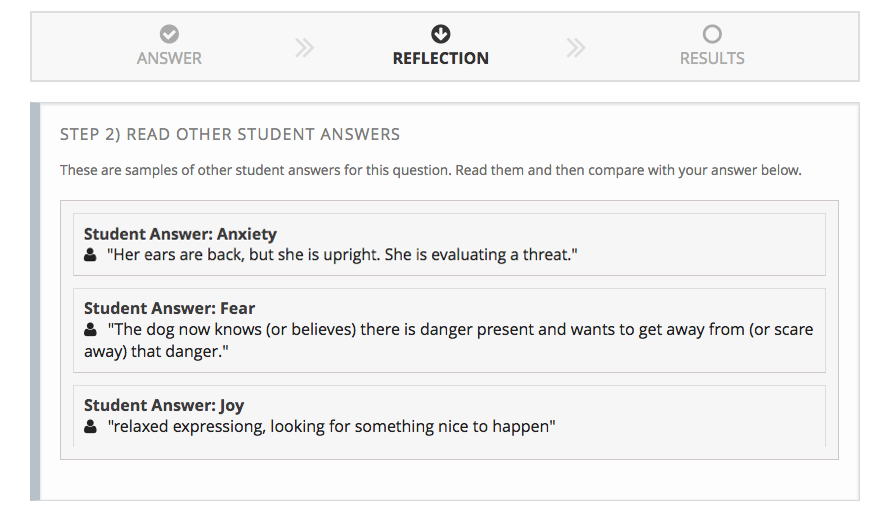 ANSWER
REFLECTION
RESULTS
STEP 2) READ OTHER STUDENT ANSWERS
These are samples of other student answers for this question. Read them and then compare with your answer below.
Student Answer: Anxiety
"Her ears are back, but she is upright. She is evaluating a threat."
Student Answer: Fear
"The dog now knows (or believes) there is danger present and wants to get away from (or scare
away) that danger."
Student Answer: Joy
"relaxed expressiong, looking for something nice to happen"